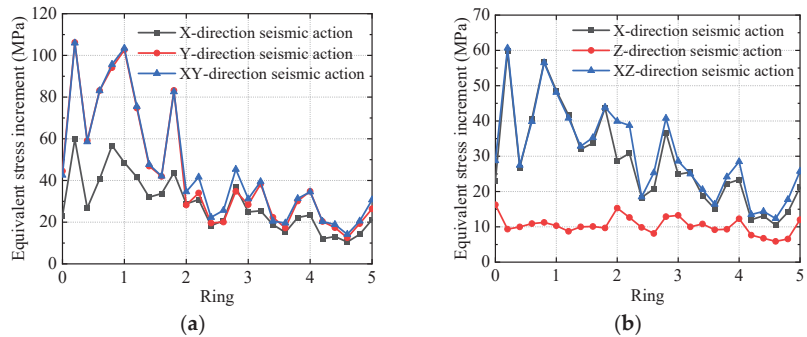 120
100
80
60
40
20
0
Equivalent stress increment (MPa)
X-direction seismic action
Y-direction seismic action
XY-direction seismic action
0 1 2 3 4 5
Ring
(a)
70
60
50
40
30
20
10
0
Equivalent stress increment (MPa)
X-direction seismic action
Z-direction seismic action
XZ-direction seismic action
0 1 2 3 4 5
Ring
(b)